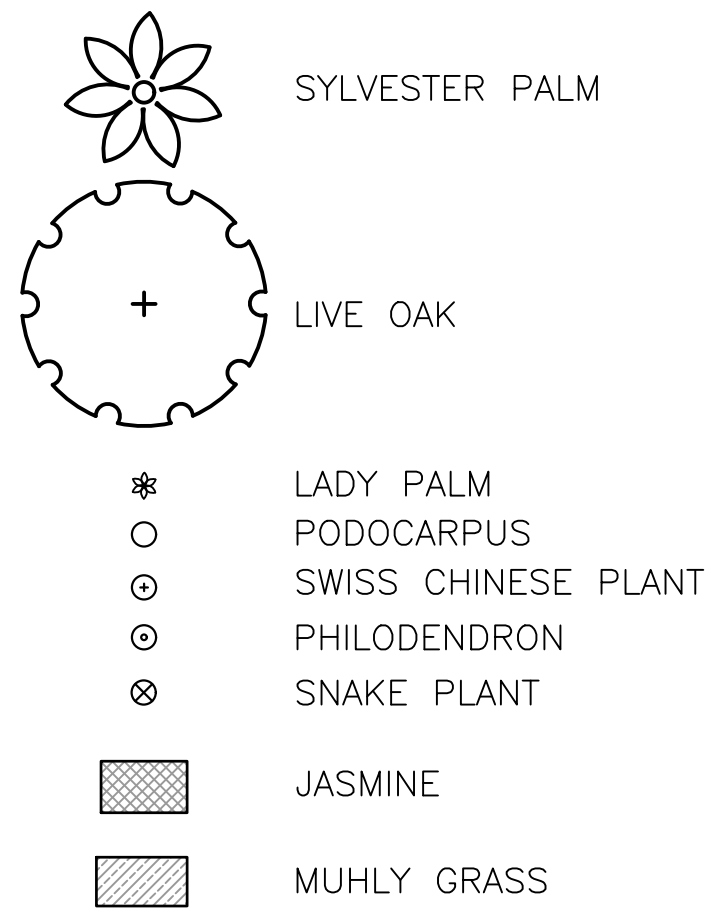 SYLVESTER PALM
LIVE OAK
LADY PALM
PODOCARPUS
SWISS CHINESE PLANT
PHILODENDRON
SNAKE PLANT
JASMINE
MUHLY GRASS